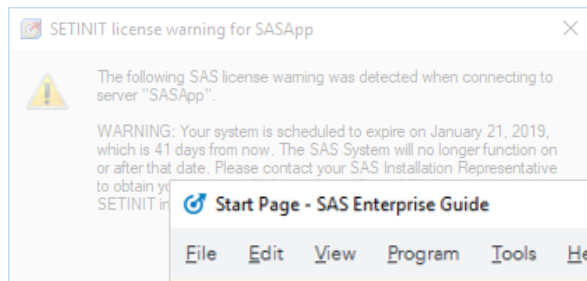 SETINIT license warning for SASApp
The following SAS license warning was detected when connecting to
server "SASApp".
WARNING: Your system is scheduled to expire on January 21, 2019,
which is 41 days from now. The SAS System will no longer function on
or after that date. Please contact your SAS Installation Representative
to obtain
SETINIT
Start Page - SAS Enterprise Guide
File Edit View Program Tools